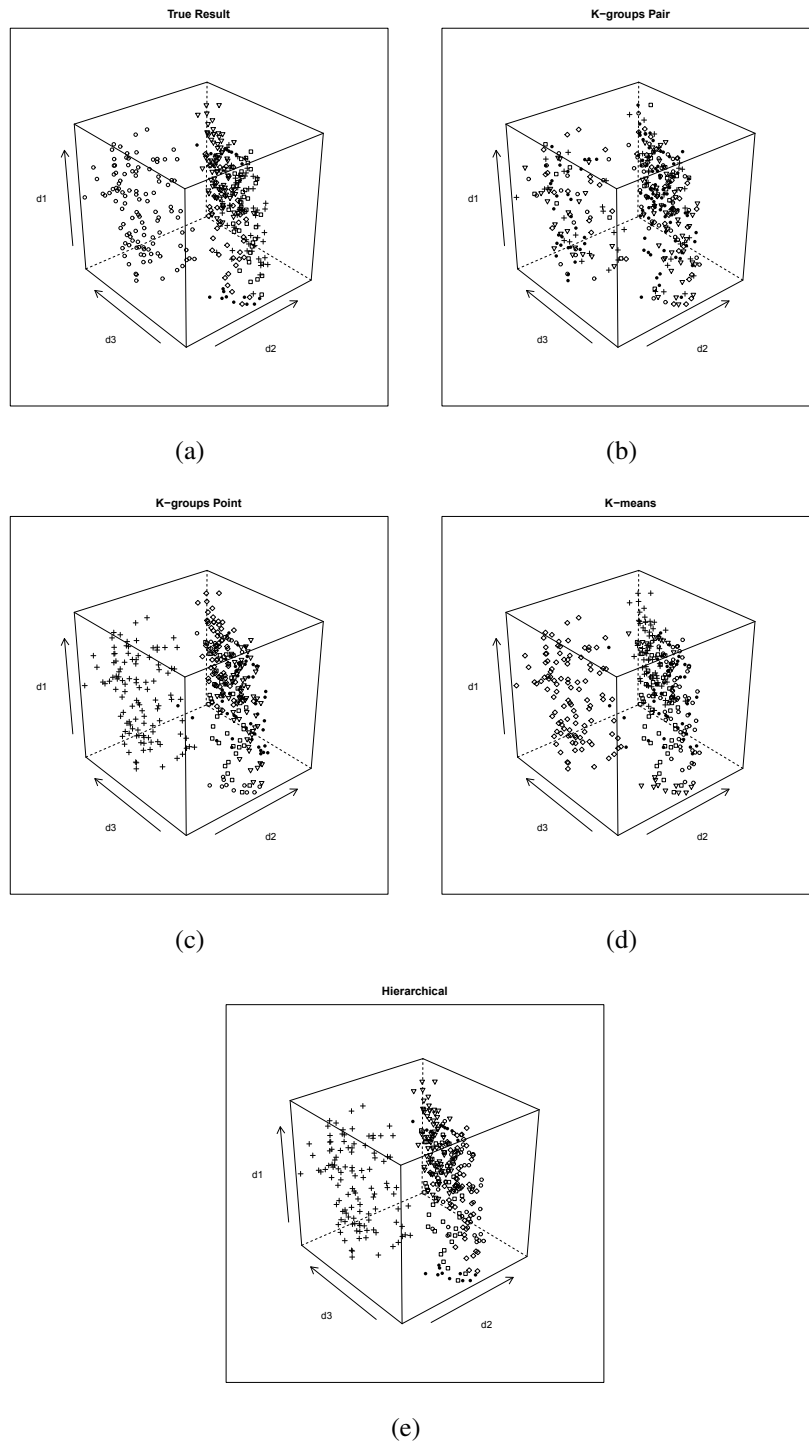 True Result
d1
d3
d2
(a)
K−groups Pair
d1
d3
d2
(b)
K−groups Point
d1
d3
d2
(c)
K−means
d1
d3
d2
(d)
Hierarchical
d1
d3
d2
(e)